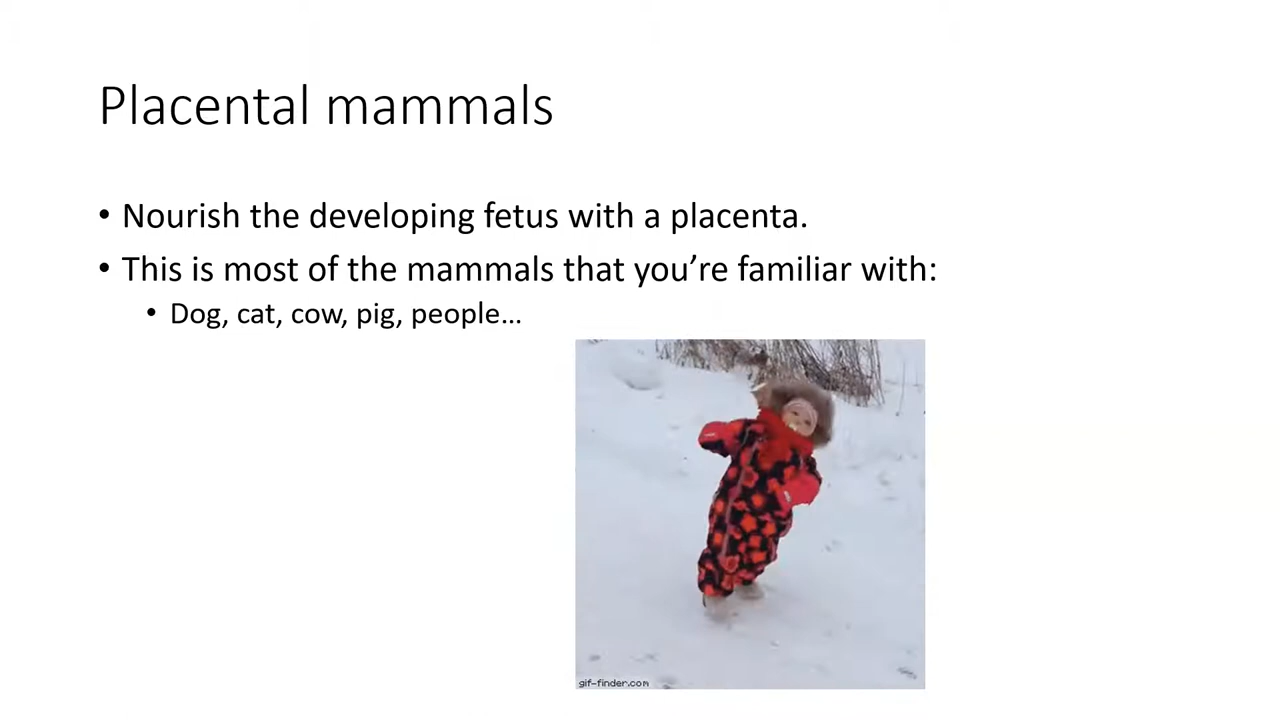 Placental mammals
• Nourish the developing fetus with a placenta.
• This is most of the mammals that you’re familiar with:
• Dog, cat, cow, pig, people…
gif-finder.com